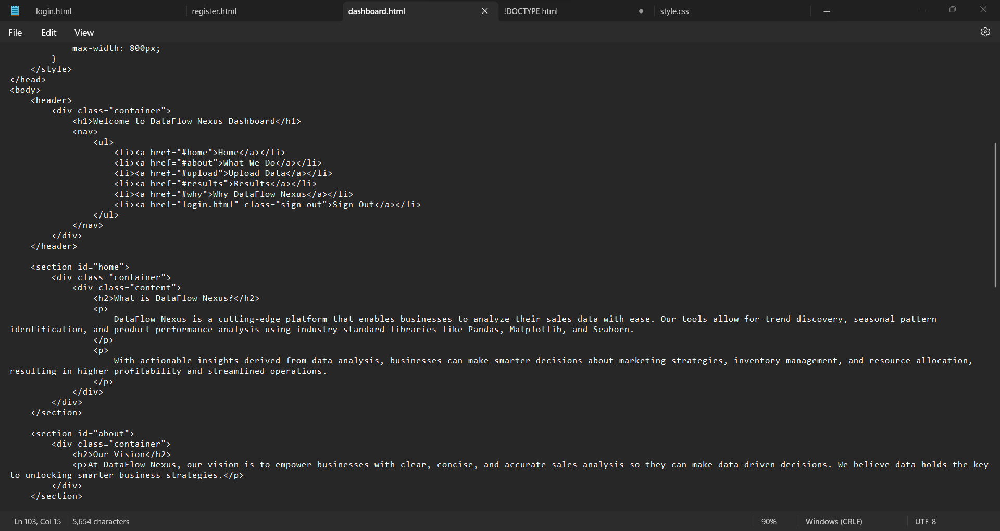 login.html register.html dashboard.html !DOCTYPE html style.css
File Edit View
            max-width: 800px;
        }
    </style>
</head>
<body>
    <header>
        <div class="container">
            <h1>Welcome to DataFlow Nexus Dashboard</h1>
            <nav>
                <ul>
                    <li><a href="#home">Home</a></li>
                    <li><a href="#about">What We Do</a></li>
                    <li><a href="#upload">Upload Data</a></li>
                    <li><a href="#results">Results</a></li>
                    <li><a href="#why">Why DataFlow Nexus</a></li>
                    <li><a href="login.html" class="sign-out">Sign Out</a></li>
                </ul>
            </nav>
        </div>
    </header>

    <section id="home">
        <div class="container">
            <div class="content">
                <h2>What is DataFlow Nexus?</h2>
                <p>
                    DataFlow Nexus is a cutting-edge platform that enables businesses to analyze their sales data with ease. Our tools allow for trend discovery, seasonal pattern
identification, and product performance analysis using industry-standard libraries like Pandas, Matplotlib, and Seaborn.
                </p>
                <p>
                    With actionable insights derived from data analysis, businesses can make smarter decisions about marketing strategies, inventory management, and resource allocation,
resulting in higher profitability and streamlined operations.
                </p>
            </div>
        </div>
    </section>

    <section id="about">
        <div class="container">
            <h2>Our Vision</h2>
            <p>At DataFlow Nexus, our vision is to empower businesses with clear, concise, and accurate sales analysis so they can make data-driven decisions. We believe data holds the key
to unlocking smarter business strategies.</p>
        </div>
    </section>
Ln 103, Col 15 5,654 characters 90% Windows (CRLF) UTF-8